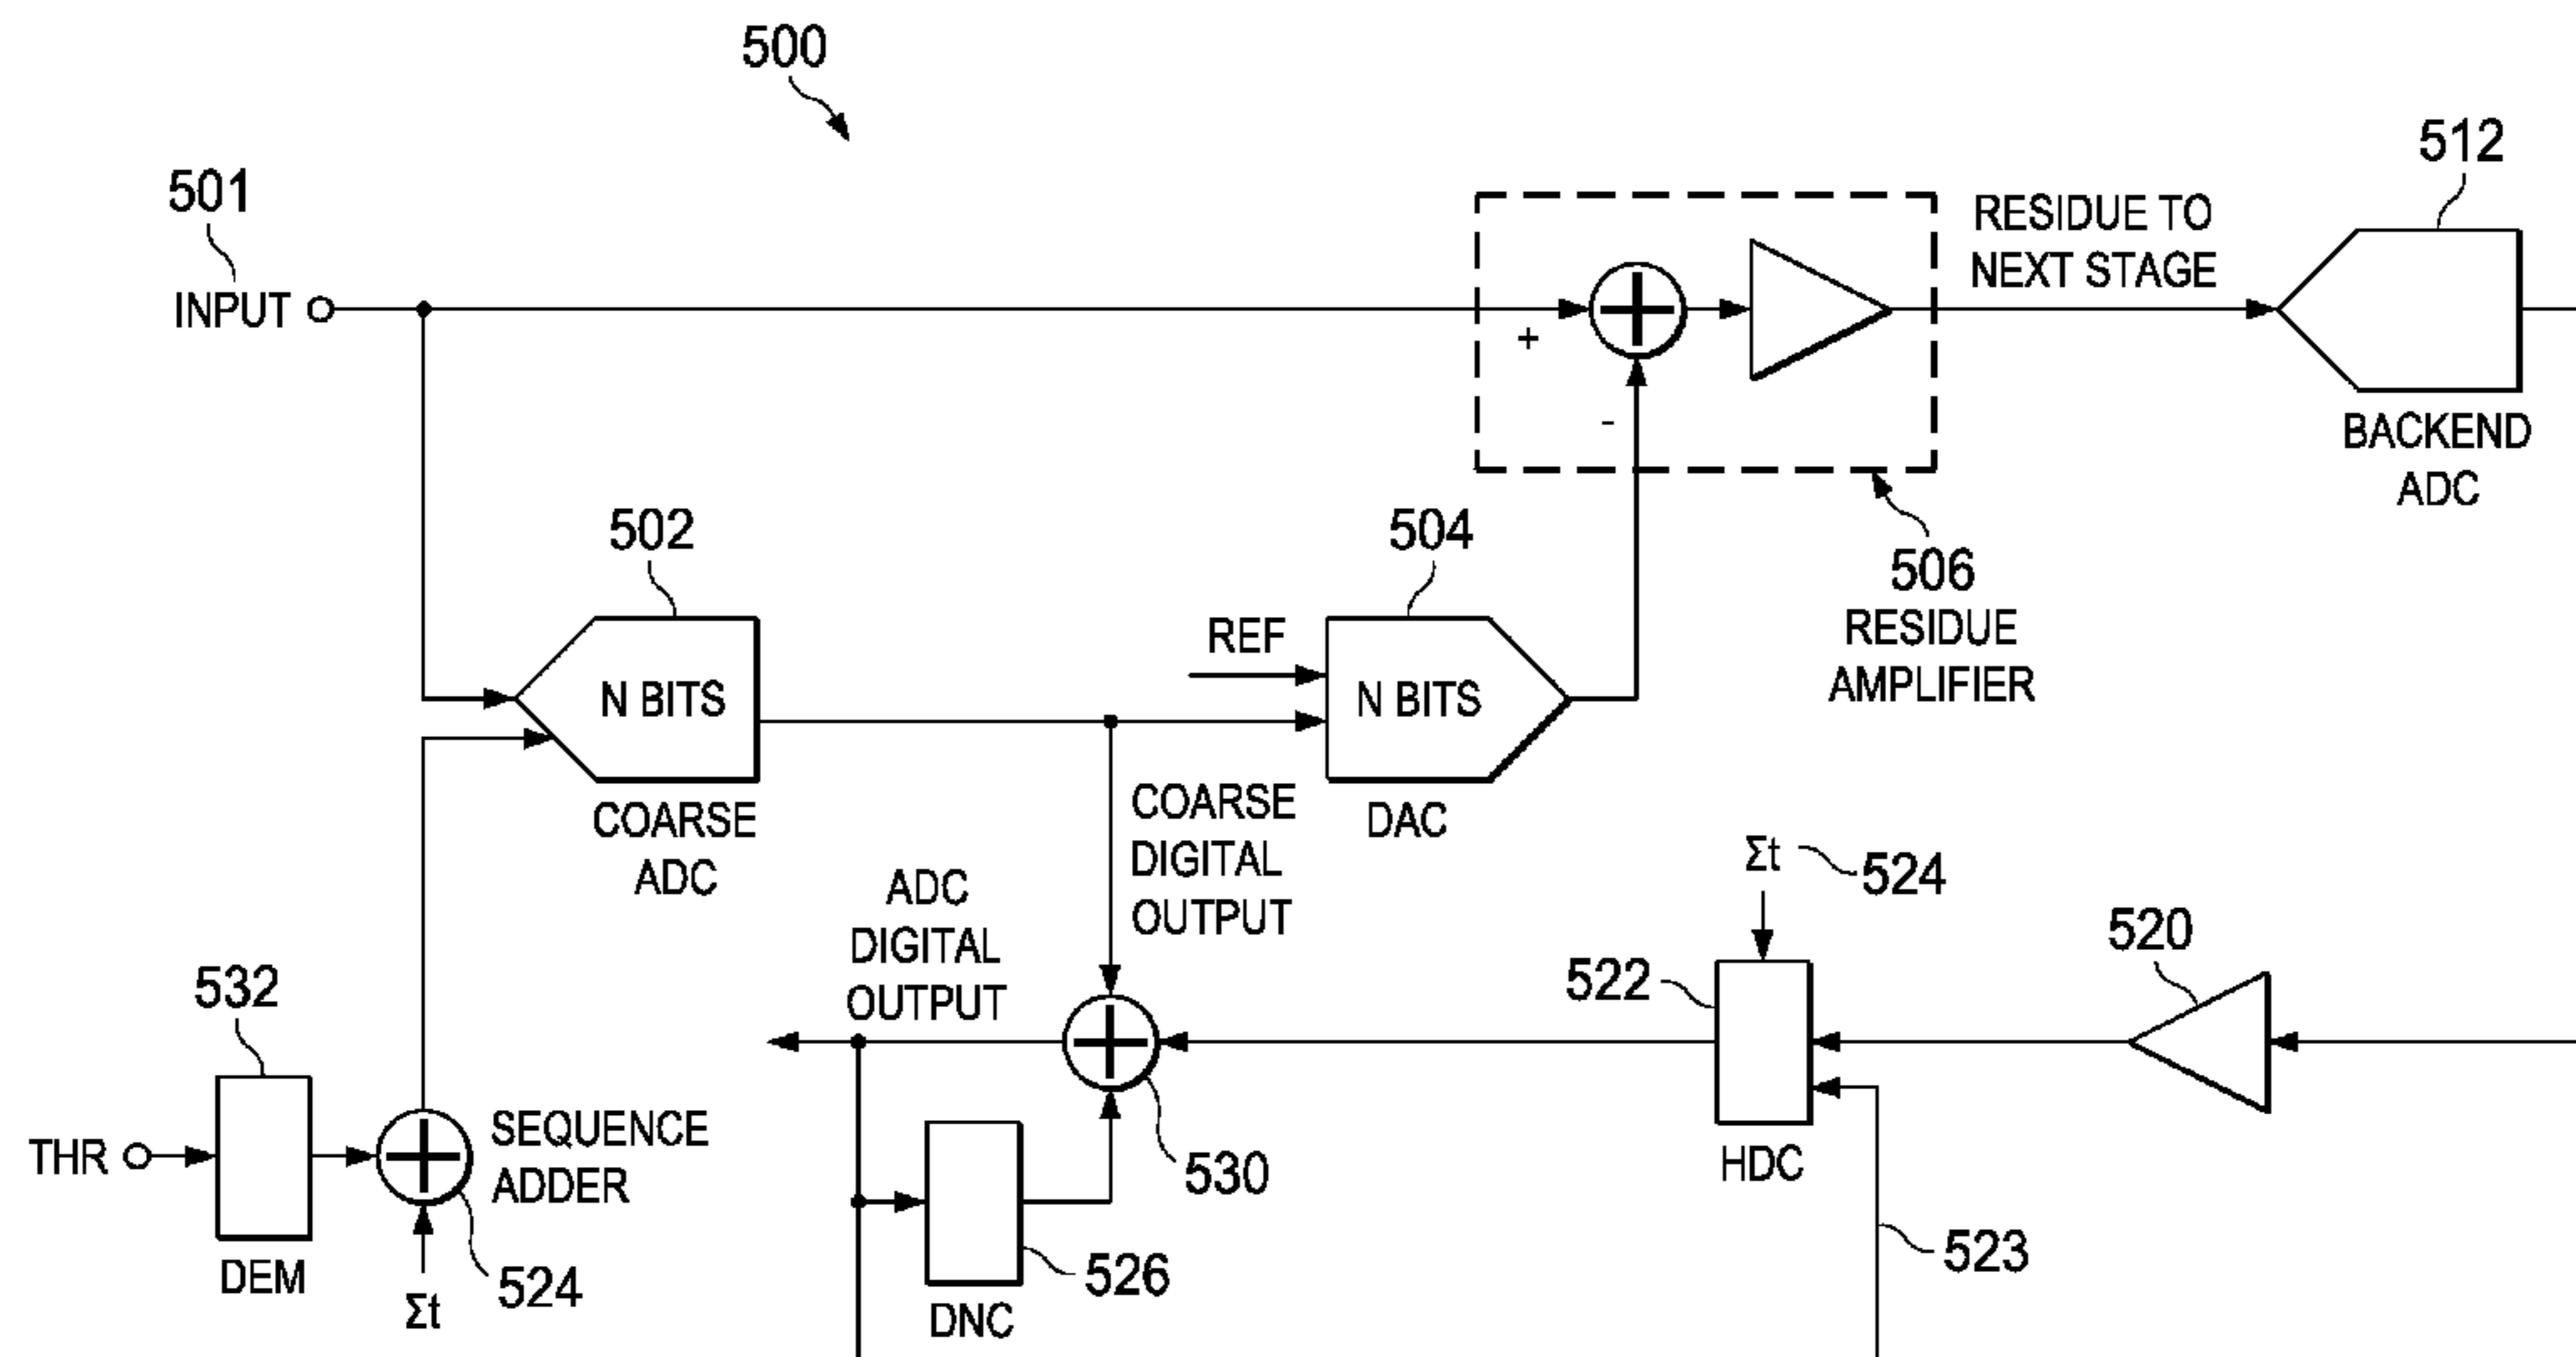 500
501
INPUT
+
-
RESIDUE TO
NEXT STAGE
512
BACKEND
ADC
506
RESIDUE
AMPLIFIER
502
N BITS
COARSE
ADC
REF
504
N BITS
DAC
COARSE
DIGITAL
OUTPUT
ADC
DIGITAL
OUTPUT
Σt
524
522
HDC
520
523
532
THR
DEM
SEQUENCE
ADDER
524
Σt
530
526
DNC